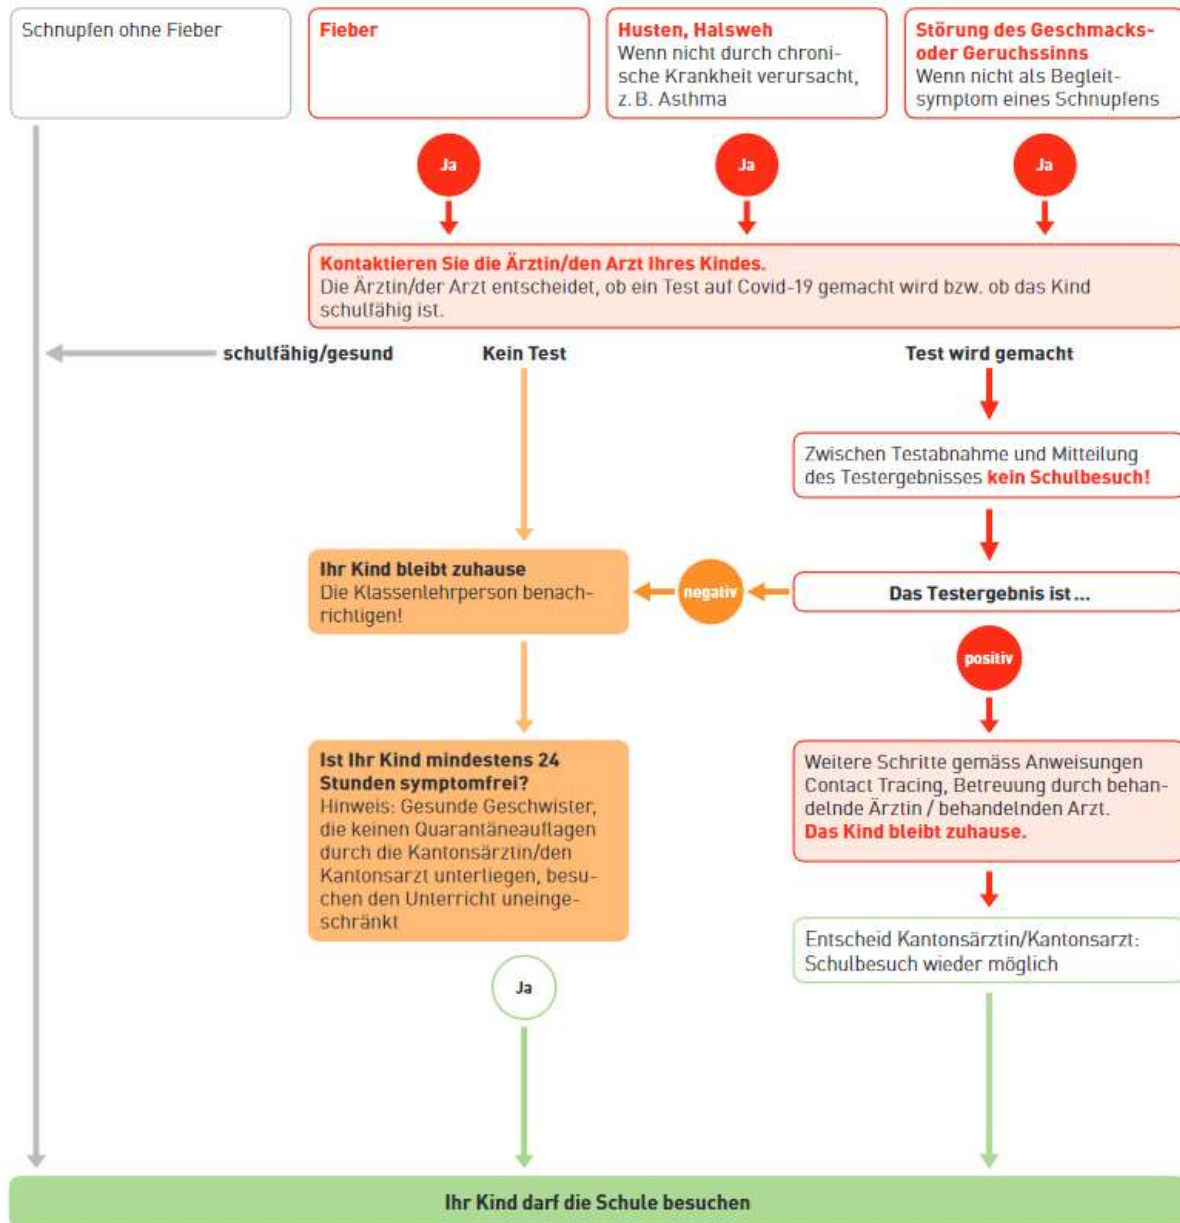 Schnupfen ohne Fieber
Fieber
Husten, Halsweh
Wenn nicht durch chroni-
sche Krankheit verursacht,
z. B. Asthma
Störung des Geschmacks-
oder Geruchssinns
Wenn nicht als Begleit-
symptom eines Schnupfens
Ja
Ja
Ja
Kontaktieren Sie die Ärztin/den Arzt Ihres Kindes.
Die Ärztin/der Arzt entscheidet, ob ein Test auf Covid-19 gemacht wird bzw. ob das Kind
schulfähig ist.
schulfähig/gesund
Kein Test
Test wird gemacht
Zwischen Testabnahme und Mitteilung
des Testergebnisses kein Schulbesuch!
Ihr Kind bleibt zuhause
Die Klassenlehrperson benach-
richtigen!
negativ
Das Testergebnis ist ...
positiv
Ist Ihr Kind mindestens 24
Stunden symptomfrei?
Hinweis: Gesunde Geschwister,
die keinen Quarantäneauflagen
durch die Kantonsärztin/den
Kantonsarzt unterliegen, besu-
chen den Unterricht uneinge-
schränkt
Weitere Schritte gemäss Anweisungen
Contact Tracing, Betreuung durch behan-
delnde Ärztin / behandelnden Arzt.
Das Kind bleibt zuhause.
Entscheid Kantonsärztin/Kantonsarzt:
Schulbesuch wieder möglich
Ja
Ihr Kind darf die Schule besuchen